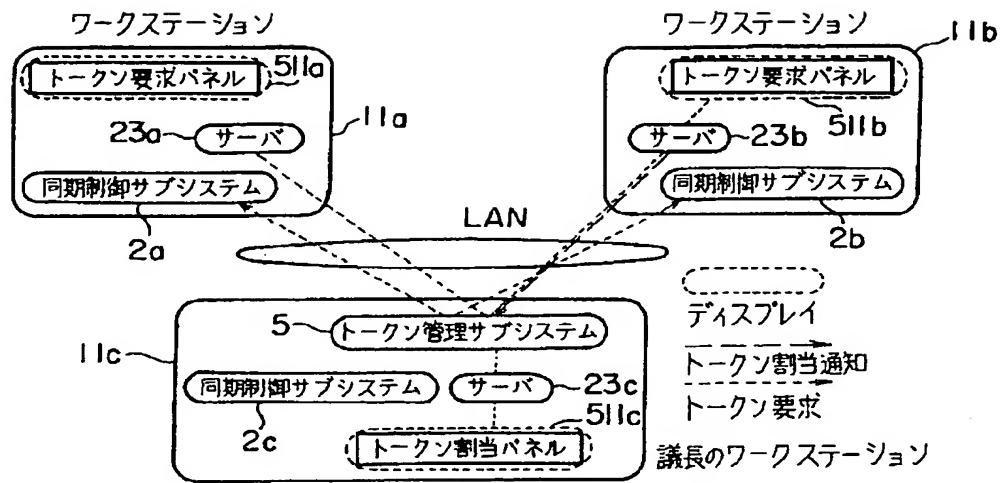 ワークステーション
ワークステーション
11b
トークン要求パネル
511a
トークン要求パネル
511b
11a
23a
サーバ
サーバ
23b
同期制御サブシステム
同期制御サブシステム
2a
2b
LAN
ディスプレイ
5
トークン管理サブシステム
11c
トークン割当通知
同期制御サブシステム
サーバ
23c
トークン要求
2c
511c
トークン割当パネル
議長のワークステーション